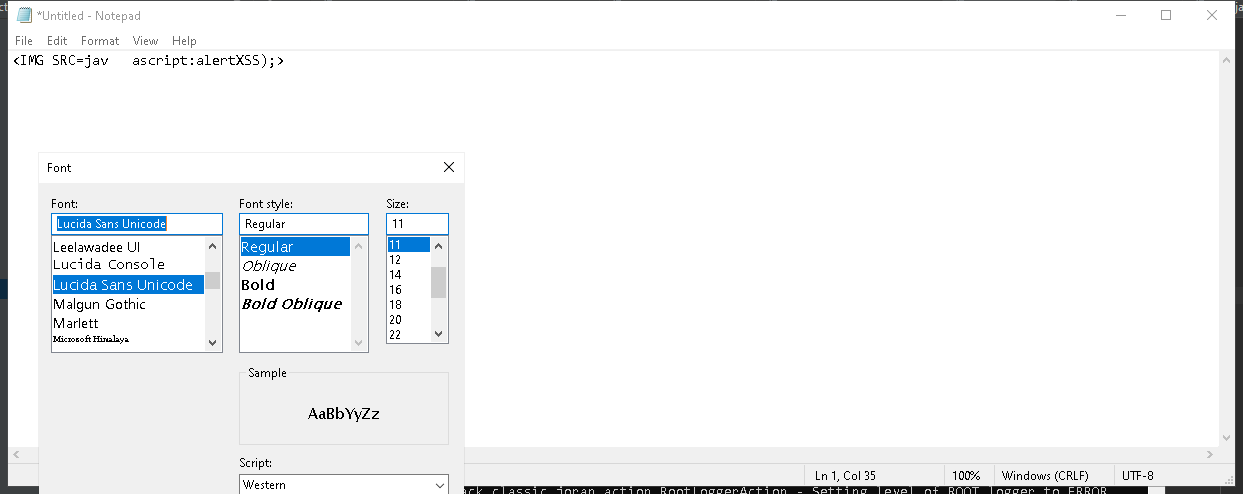 *Untitled - Notepad
File Edit Format View Help
<IMG SRC=jav   ascript:alertXSS);>
Font
Font: Font style: Size:
Lucida Sans Unicode Regular 11
Leelawadee UI Regular 11
Lucida Console Oblique 12
Lucida Sans Unicode Bold 14
Malgun Gothic Bold Oblique 16
Marlett 18
Microsoft Himalaya 20
22
Sample
AaBbYyZz
Script:
Western
Ln 1, Col 35 100% Windows (CRLF) UTF-8
ack classic joran action RootLoggerAction - Setting level of ROOT logger to ERROR